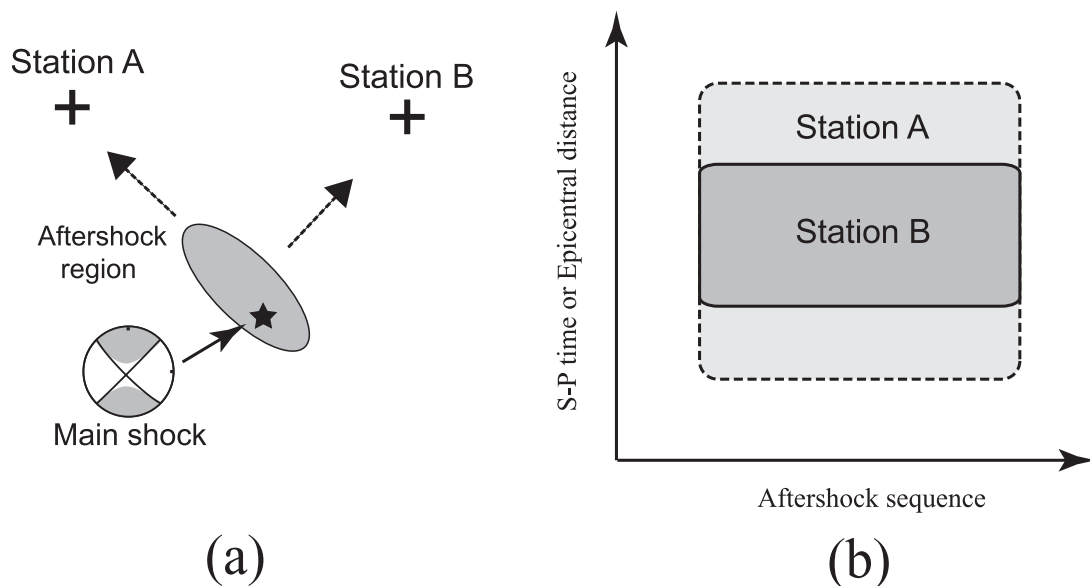 Station A
Station B
Aftershock
region
Main shock
(a)
S-P time or Epicentral distance
Station A
Station B
Aftershock sequence
(b)